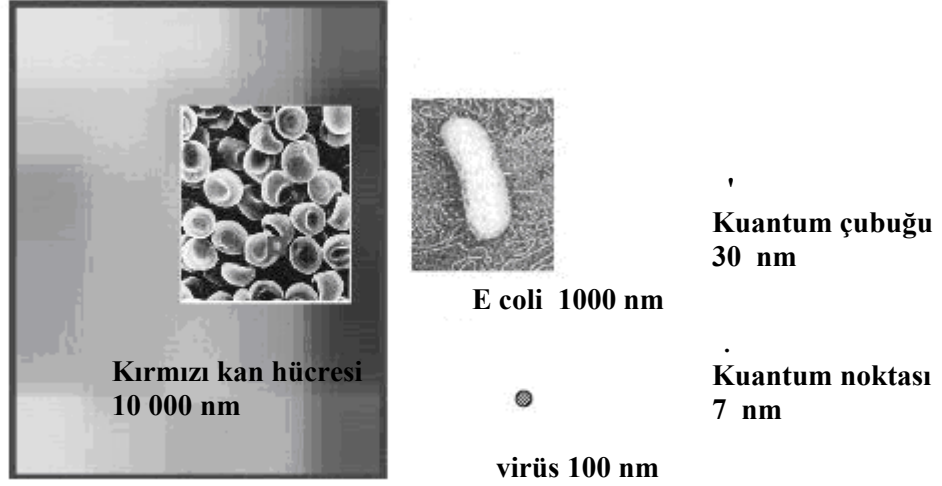 Kırmızı kan hücresi
10 000 nm
E coli 1000 nm
virüs 100 nm
Kuantum çubuğu
30 nm
Kuantum noktası
7 nm